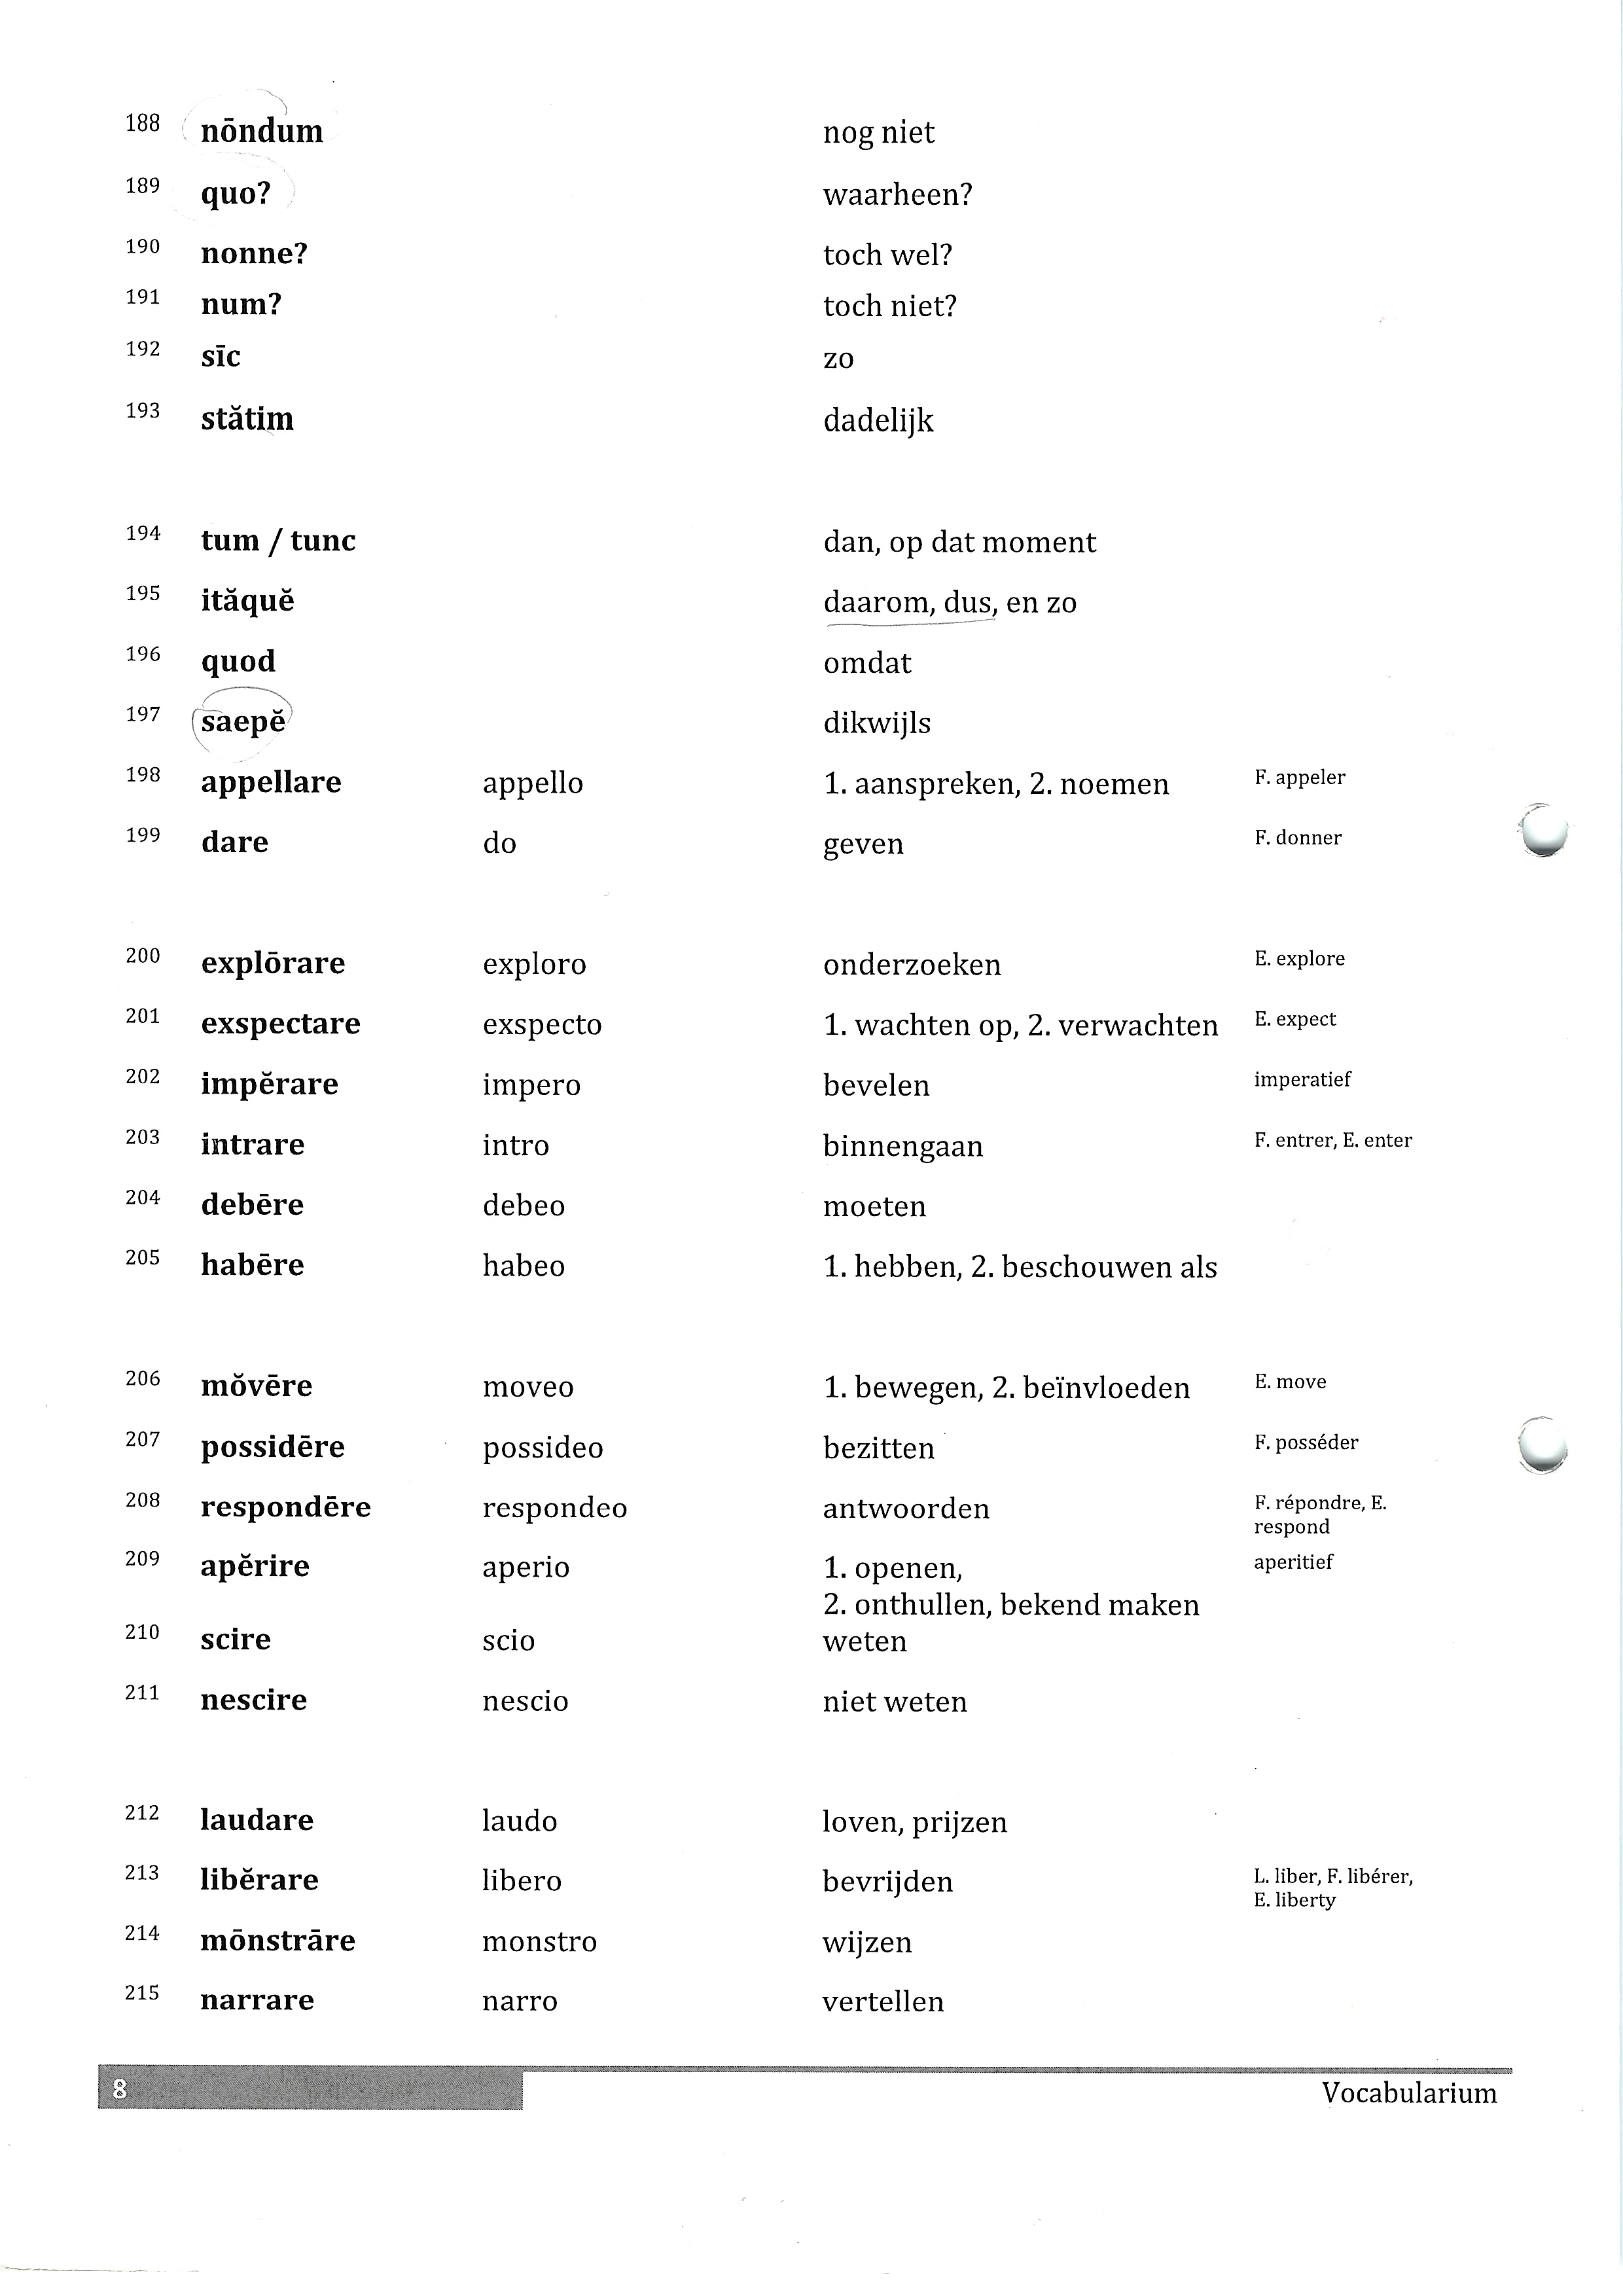 188 nōndum nog niet
189 quo? waarheen?
190 nonne? toch wel?
191 num? toch niet?
192 sīc zo
193 stătim dadelijk
194 tum / tunc dan, op dat moment
195 ităquĕ daarom, dus, en zo
196 quod omdat
197 saepĕ dikwijls
198 appellare appello 1. aanspreken, 2. noemen F. appeler
199 dare do geven F. donner
200 explōrare exploro onderzoeken E. explore
201 exspectare exspecto 1. wachten op, 2. verwachten E. expect
202 impĕrare impero bevelen imperatief
203 intrare intro binnengaan F. entrer, E. enter
204 debēre debeo moeten
205 habēre habeo 1. hebben, 2. beschouwen als
206 mŏvēre moveo 1. bewegen, 2. beïnvloeden E. move
207 possidēre possideo bezitten F. posséder
208 respondēre respondeo antwoorden F. répondre, E.
respond
209 apĕrire aperio 1. openen, aperitief
2. onthullen, bekend maken
210 scire scio weten
211 nescire nescio niet weten
212 laudare laudo loven, prijzen
213 libĕrare libero bevrijden L. liber, F. libérer,
E. liberty
214 mōnstrāre monstro wijzen
215 narrare narro vertellen
8 Vocabularium